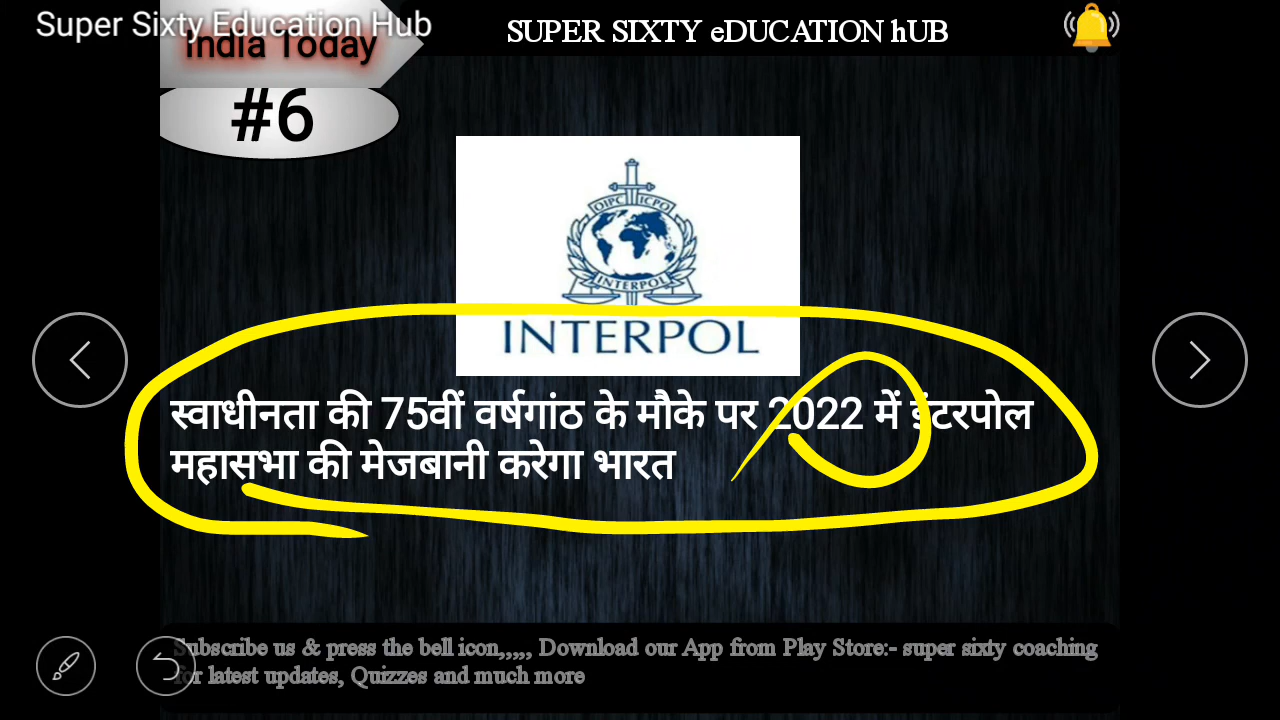 Super Sixty Education Hub
SUPER SIXTY eDUCATION hUB
India Today
#6
OIPC ICPO
INTERPOL
INTERPOL
स्वाधीनता की 75वीं वर्षगांठ के मौके पर 2022 में इंटरपोल
महासभा की मेजबानी करेगा भारत
Subscribe us & press the bell icon,,,,, Download our App from Play Store:- super sixty coaching
for latest updates, Quizzes and much more